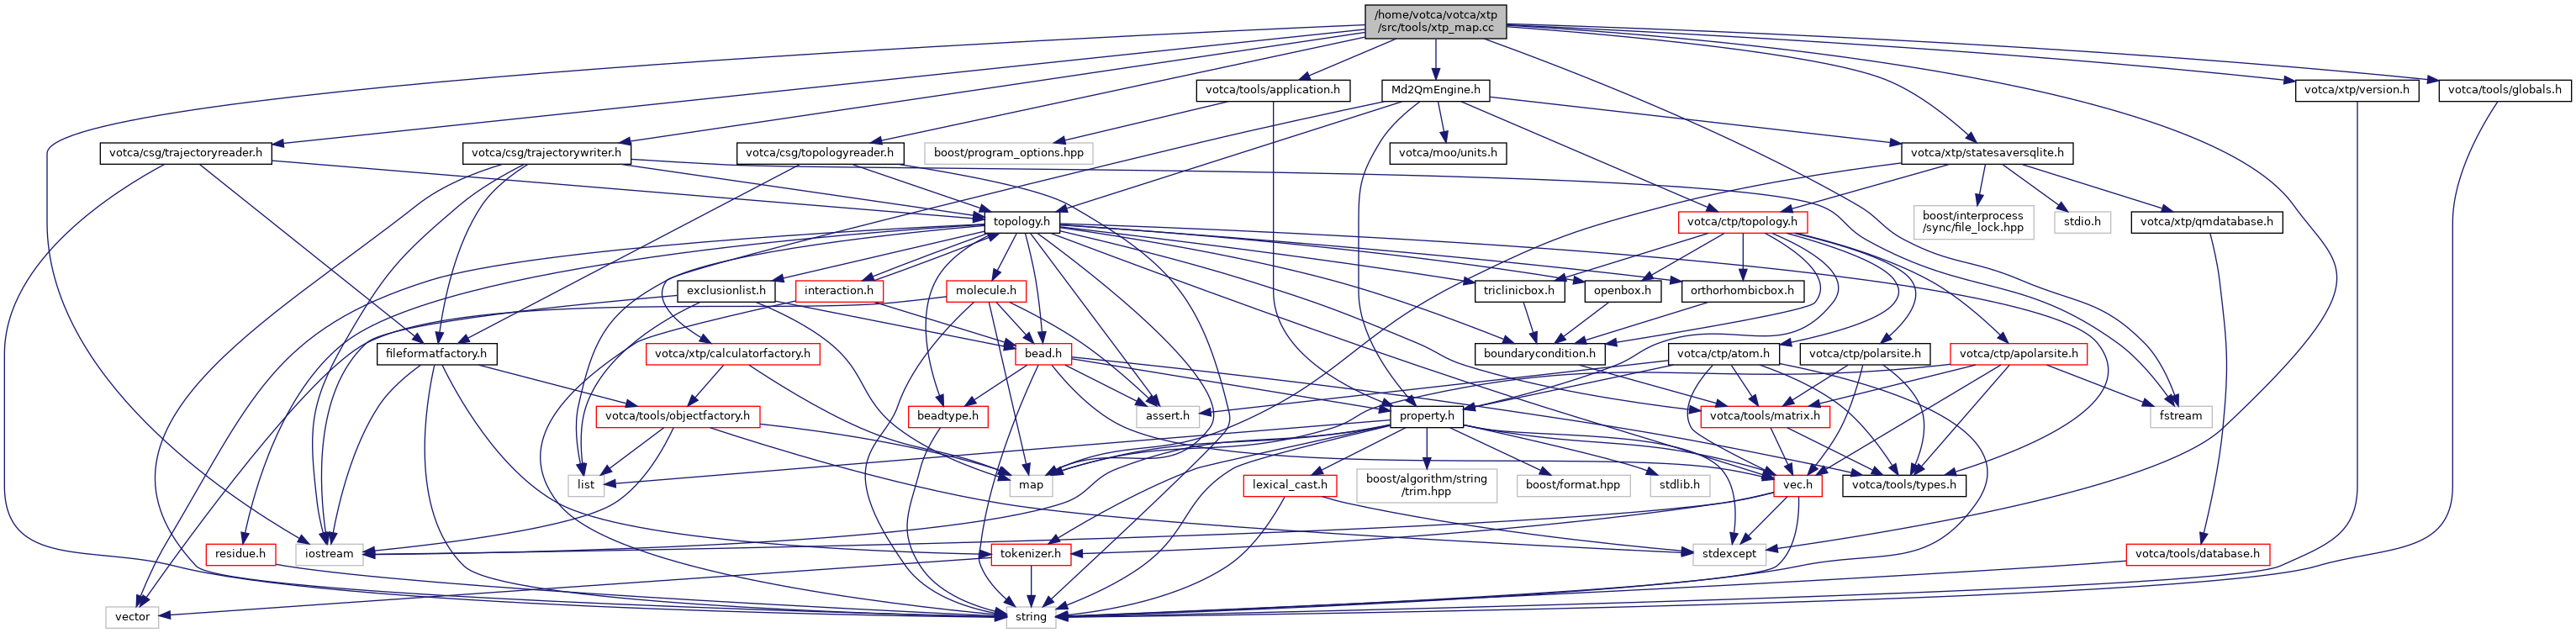 /home/votca/votca/xtp
/src/tools/xtp_map.cc
votca/tools/application.h
Md2QmEngine.h
votca/xtp/version.h
votca/tools/globals.h
votca/csg/trajectoryreader.h
votca/csg/trajectorywriter.h
votca/csg/topologyreader.h
boost/program_options.hpp
votca/moo/units.h
votca/xtp/statesaversqlite.h
topology.h
votca/ctp/topology.h
boost/interprocess
/sync/file_lock.hpp
stdio.h
votca/xtp/qmdatabase.h
exclusionlist.h
interaction.h
molecule.h
triclinicbox.h
openbox.h
orthorhombicbox.h
fileformatfactory.h
votca/xtp/calculatorfactory.h
bead.h
boundarycondition.h
votca/ctp/atom.h
votca/ctp/polarsite.h
votca/ctp/apolarsite.h
votca/tools/objectfactory.h
beadtype.h
assert.h
property.h
votca/tools/matrix.h
fstream
list
map
lexical_cast.h
boost/algorithm/string
/trim.hpp
boost/format.hpp
stdlib.h
vec.h
votca/tools/types.h
residue.h
iostream
tokenizer.h
stdexcept
votca/tools/database.h
vector
string